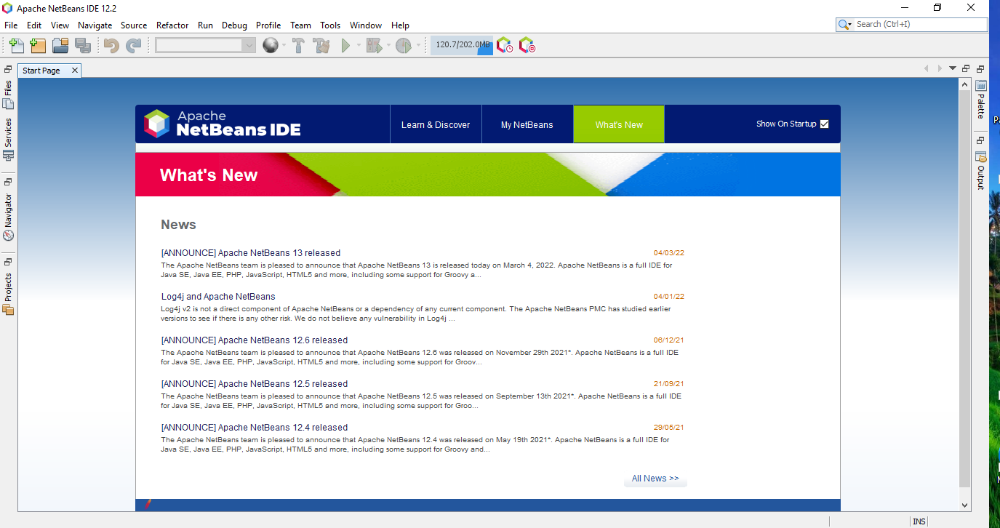 Apache NetBeans IDE 12.2
File Edit View Navigate Source Refactor Run Debug Profile Team Tools Window Help
Search (Ctrl+I)
120.7/202.0MB
Start Page
Files
Services
Navigator
Projects
Palette
Output
Apache
NetBeans IDE
Learn & Discover
My NetBeans
What's New
Show On Startup
What's New
News
[ANNOUNCE] Apache NetBeans 13 released 04/03/22
The Apache NetBeans team is pleased to announce that Apache NetBeans 13 is released today on March 4, 2022. Apache NetBeans is a full IDE for
Java SE, Java EE, PHP, JavaScript, HTML5 and more, including some support for Groovy a...
Log4j and Apache NetBeans 04/01/22
Log4j v2 is not a direct component of Apache NetBeans or a dependency of any current component. The Apache NetBeans PMC has studied earlier
versions to see if there is any other risk. We do not believe any vulnerability in Log4j ...
[ANNOUNCE] Apache NetBeans 12.6 released 06/12/21
The Apache NetBeans team is pleased to announce that Apache NetBeans 12.6 was released on November 29th 2021*. Apache NetBeans is a full IDE
for Java SE, Java EE, PHP, JavaScript, HTML5 and more, including some support for Groov...
[ANNOUNCE] Apache NetBeans 12.5 released 21/09/21
The Apache NetBeans team is pleased to announce that Apache NetBeans 12.5 was released on September 13th 2021*. Apache NetBeans is a full IDE
for Java SE, Java EE, PHP, JavaScript, HTML5 and more, including some support for Groo...
[ANNOUNCE] Apache NetBeans 12.4 released 29/05/21
The Apache NetBeans team is pleased to announce that Apache NetBeans 12.4 was released on May 19th 2021*. Apache NetBeans is a full IDE for
Java SE, Java EE, PHP, JavaScript, HTML5 and more, including some support for Groovy and...
All News >>
INS